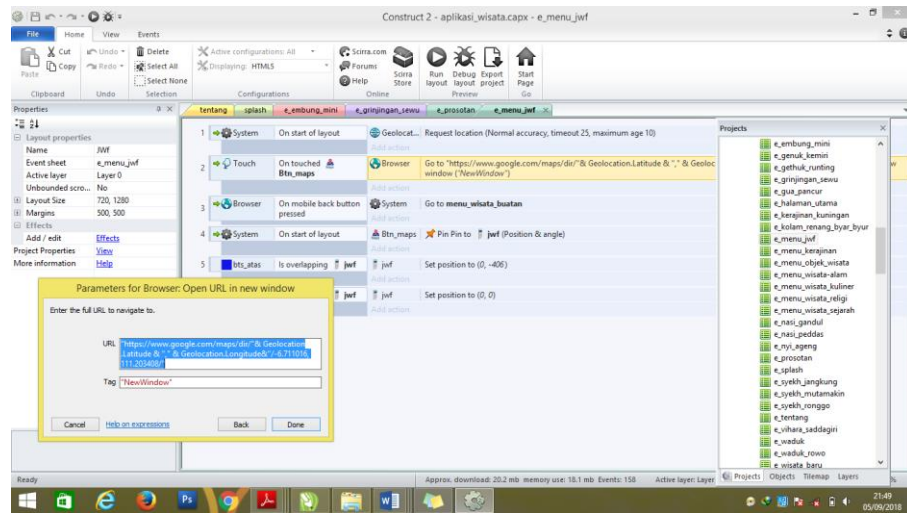 Construct 2 - aplikasi_wisata.capx - e_menu_jwf
File Home View Events
Paste
Cut
Copy
Clipboard
Undo
Redo
Undo
Delete
Select All
Select None
Selection
Active configurations: All
Displaying: HTML5
Configurations
Scirra.com
Forums
Help
Scirra Store
Online
Run layout
Debug layout
Export project
Preview
Start Page
Go
Properties
Layout properties
Name JWf
Event sheet e_menu_jwf
Active layer Layer 0
Unbounded scro... No
Layout Size 720, 1280
Margins 500, 500
Effects
Add / edit Effects
Project Properties View
More information Help
tentang splash e_embung_mini e_grinjingan_sewu e_prosotan e_menu_jwf
1 System On start of layout Geolocat... Request location (Normal accuracy, timeout 25, maximum age 10)
Add action
2 Touch On touched Btn_maps Browser Go to "https://www.google.com/maps/dir/"& Geolocation.Latitude & "," & Geoloc
window ("NewWindow")
Add action
3 Browser On mobile back button pressed System Go to menu_wisata_buatan
Add action
4 System On start of layout Btn_maps Pin Pin to jwf (Position & angle)
Add action
5 bts_atas Is overlapping jwf jwf Set position to (0, -406)
Add action
jwf jwf Set position to (0, 0)
Add action
Parameters for Browser: Open URL in new window
Enter the full URL to navigate to.
URL "https://www.google.com/maps/dir/"& Geolocation
.Latitude & "," & Geolocation.Longitude&"/-6.711016,
111.203408/"
Tag "NewWindow"
Cancel Help on expressions Back Done
Projects
e_embung_mini
e_genuk_kemiri
e_gethuk_runting
e_grinjingan_sewu
e_gua_pancur
e_halaman_utama
e_kerajinan_kuningan
e_kolam_renang_byar_byur
e_menu_jwf
e_menu_kerajinan
e_menu_objek_wisata
e_menu_wisata-alam
e_menu_wisata_kuliner
e_menu_wisata_religi
e_menu_wisata_sejarah
e_nasi_gandul
e_nasi_peddas
e_nyi_ageng
e_prosotan
e_splash
e_syekh_jangkung
e_syekh_mutamakin
e_syekh_ronggo
e_tentang
e_vihara_saddagiri
e_waduk
e_waduk_rowo
e_wisata_baru
Projects Objects Tilemap Layers
Ready
Approx. download: 20.2 mb memory use: 18.1 mb Events: 158 Active layer: Layer
21:49
05/09/2018